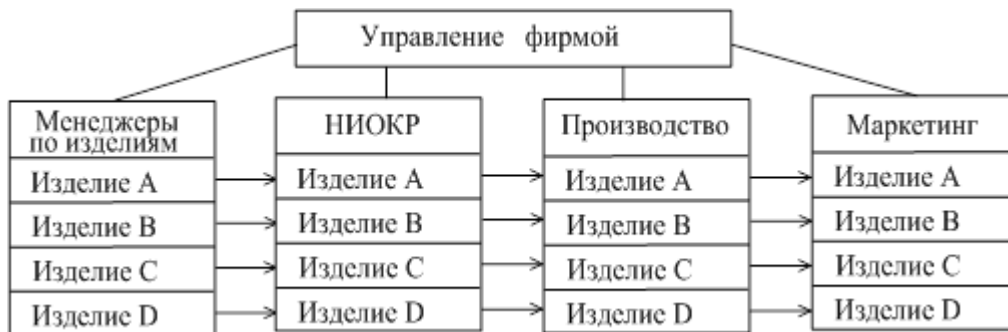 Управление фирмой
Менеджеры
по изделиям
Изделие А
Изделие В
Изделие С
Изделие D
НИОКР
Изделие А
Изделие В
Изделие С
Изделие D
Производство
Изделие А
Изделие В
Изделие С
Изделие D
Маркетинг
Изделие А
Изделие В
Изделие С
Изделие D